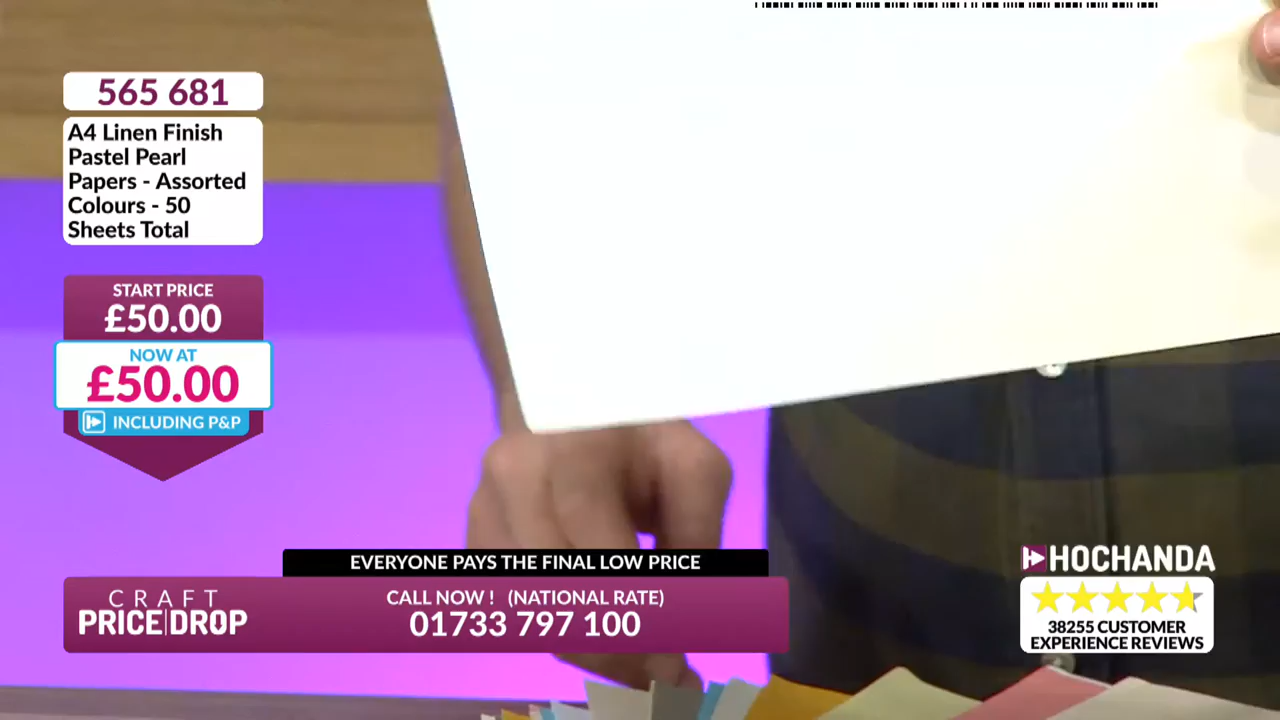 565 681
A4 Linen Finish
Pastel Pearl
Papers - Assorted
Colours - 50
Sheets Total
START PRICE
£50.00
NOW AT
£50.00
INCLUDING P&P
EVERYONE PAYS THE FINAL LOW PRICE
CRAFT
PRICE DROP
CALL NOW ! (NATIONAL RATE)
01733 797 100
HOCHANDA
38255 CUSTOMER
EXPERIENCE REVIEWS